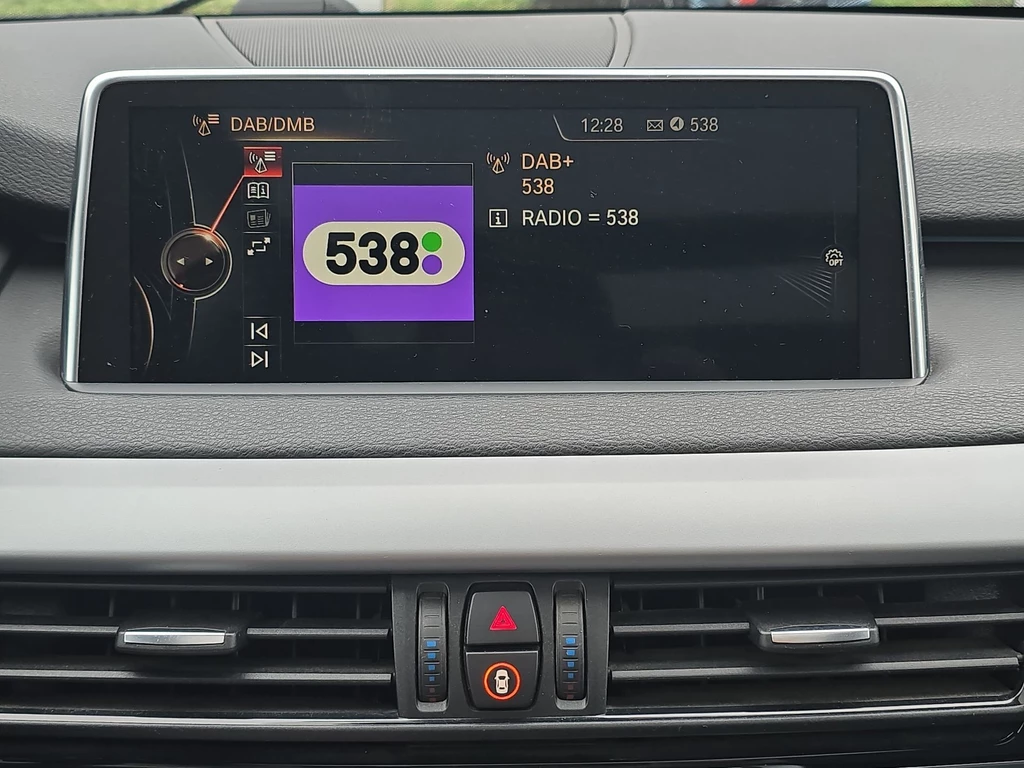 DAB/DMB
12:28 538
DAB+
538
RADIO = 538
538
OPT